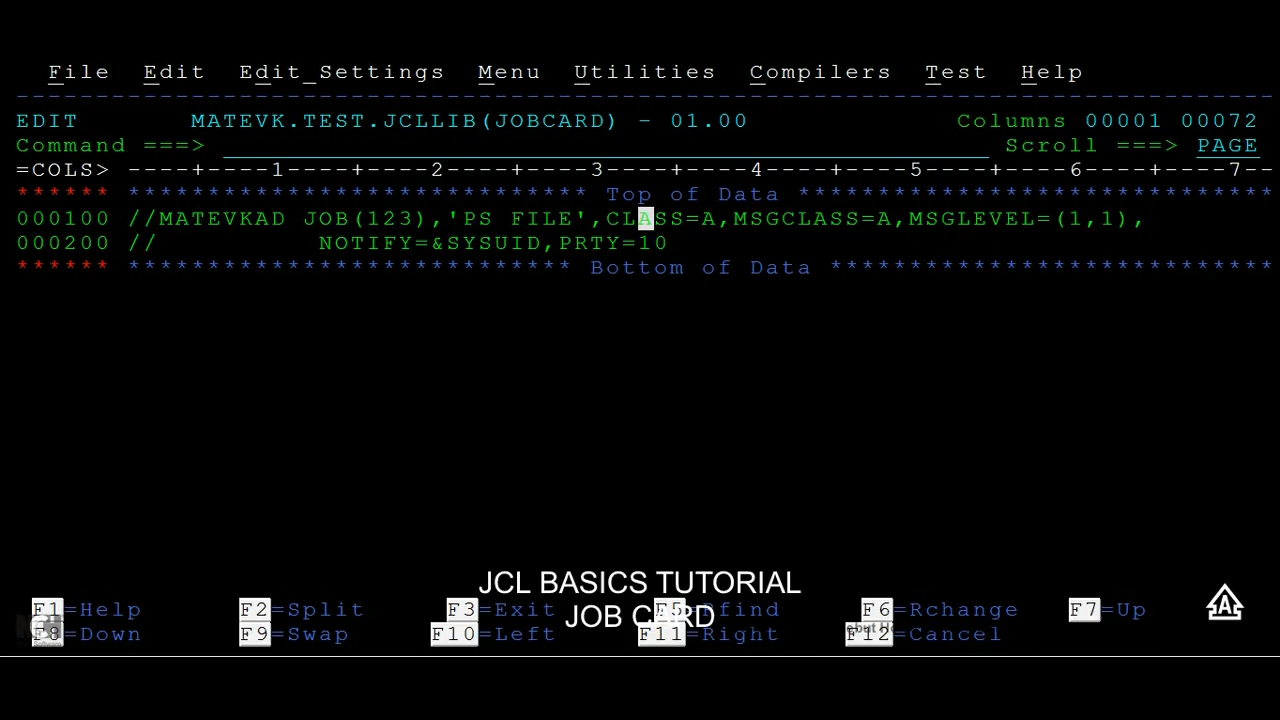 File Edit Edit_Settings Menu Utilities Compilers Test Help
EDIT MATEVK.TEST.JCLLIB(JOBCARD) - 01.00 Columns 00001 00072
Command ===> Scroll ===> PAGE
=COLS> ----+----1----+----2----+----3----+----4----+----5----+----6----+----7--
****** ***************************** Top of Data ******************************
000100 //MATEVKAD JOB(123),'PS FILE',CLASS=A,MSGCLASS=A,MSGLEVEL=(1,1),
000200 //          NOTIFY=&SYSUID,PRTY=10
****** **************************** Bottom of Data ****************************
JCL BASICS TUTORIAL
JOB CARD
F1=Help F2=Split F3=Exit F5=Rfind F6=Rchange F7=Up
F8=Down F9=Swap F10=Left F11=Right F12=Cancel